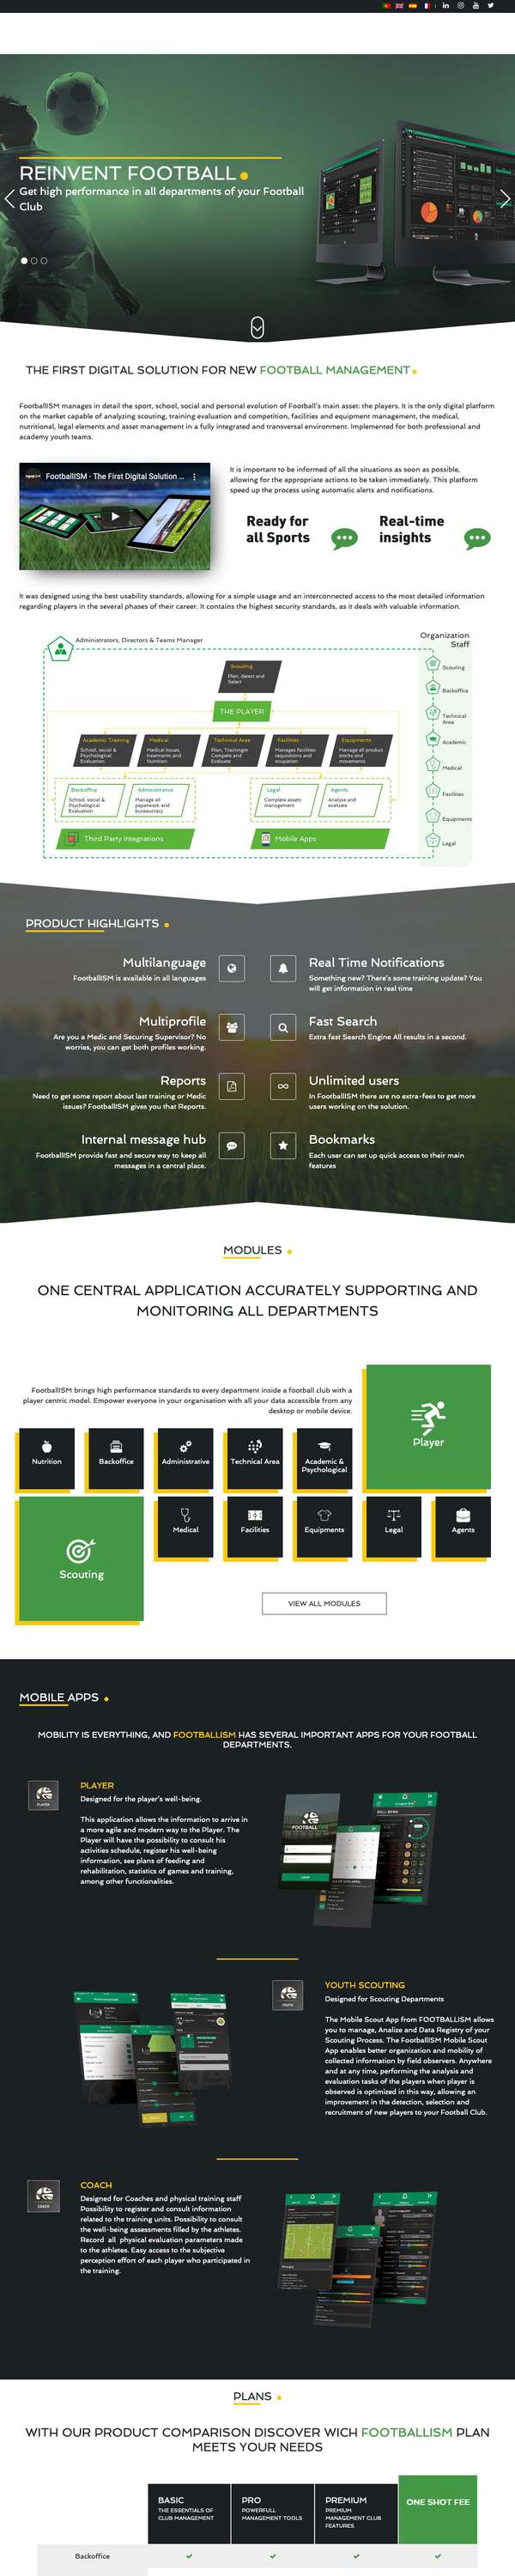 REINVENT FOOTBALL
Get high performance in all departments of your Football
Club
THE FIRST DIGITAL SOLUTION FOR NEW FOOTBALL MANAGEMENT
FootballISM manages in detail the sport, school, social and personal evolution of Football's main asset: the players. It is the only digital platform
on the market capable of analyzing scouting, training evaluation and competition, facilities and equipment management, the medical,
nutritional, legal elements and asset management in a fully integrated and transversal environment. Implemented for both professional and
academy youth teams.
FootballISM - The First Digital Solution ...
It is important to be informed of all the situations as soon as possible,
allowing for the appropriate actions to be taken immediately. This platform
speed up the process using automatic alerts and notifications.
Ready for
all Sports
Real-time
insights
It was designed using the best usability standards, allowing for a simple usage and an interconnected access to the most detailed information
regarding players in the several phases of their career. It contains the highest security standards, as it deals with valuable information.
Administrators, Directors & Teams Manager
Organization
Staff
Scouting
Plan, detect and
Select
THE PLAYER
Academic Training
School, social &
Psychological
Evaluation
Medical
Medical issues,
treatments and
Nutrition
Technical Area
Plan, Trainingm
Compete and
Evaluate
Facilities
Manages facilities
requisitions and
ocupation
Equipments
Manage all product
stocks and
movements
Backoffice
School, social &
Psychological
Evaluation
Administrative
Manage all
paperwork and
bureaucracy
Legal
Complete assets
management
Agents
Analyse and
evaluate
Third Party Integrations
Mobile Apps
Scouting
Backoffice
Technical
Area
Academic
Medical
Facilities
Equipments
Legal
PRODUCT HIGHLIGHTS
Multilanguage
FootballISM is available in all languages
Real Time Notifications
Something new? There's some training update? You
will get information in real time
Multiprofile
Are you a Medic and Securing Supervisor? No
worries, you can get both profiles working.
Fast Search
Extra fast Search Engine All results in a second.
Reports
Need to get some report about last training or Medic
issues? FootballISM gives you that Reports.
Unlimited users
In FootballISM there are no extra-fees to get more
users working on the solution.
Internal message hub
FootballISM provide fast and secure way to keep all
messages in a central place.
Bookmarks
Each user can set up quick access to their main
features
MODULES
ONE CENTRAL APPLICATION ACCURATELY SUPPORTING AND
MONITORING ALL DEPARTMENTS
FootballISM brings high performance standards to every department inside a football club with a
player centric model. Empower everyone in your organisation with all your data accessible from any
desktop or mobile device.
Player
Nutrition
Backoffice
Administrative
Technical Area
Academic &
Psychological
Scouting
Medical
Facilities
Equipments
Legal
Agents
VIEW ALL MODULES
MOBILE APPS
MOBILITY IS EVERYTHING, AND FOOTBALLISM HAS SEVERAL IMPORTANT APPS FOR YOUR FOOTBALL
DEPARTMENTS.
PLAYER
PLAYER
Designed for the player's well-being.
This application allows the information to arrive in
a more agile and modern way to the Player. The
Player will have the possibility to consult his
activities schedule, register his well-being
information, see plans of feeding and
rehabilitation, statistics of games and training,
among other functionalities.
YOUTH SCOUTING
Designed for Scouting Departments
The Mobile Scout App from FOOTBALLISM allows
you to manage, Analize and Data Registry of your
Scouting Process. The FootballISM Mobile Scout
App enables better organization and mobility of
collected information by field observers. Anywhere
and at any time, performing the analysis and
evaluation tasks of the players when player is
observed is optimized in this way, allowing an
improvement in the detection, selection and
recruitment of new players to your Football Club.
COACH
COACH
Designed for Coaches and physical training staff
Possibility to register and consult information
related to the training units. Possibility to consult
the well-being assessments filled by the athletes.
Record all physical evaluation parameters made
to the athletes. Easy access to the subjective
perception effort of each player who participated in
the training.
PLANS
WITH OUR PRODUCT COMPARISON DISCOVER WICH FOOTBALLISM PLAN
MEETS YOUR NEEDS
BASIC
THE ESSENTIALS OF
CLUB MANAGEMENT
PRO
POWERFULL
MANAGEMENT TOOLS
PREMIUM
PREMIUM
MANAGEMENT CLUB
FEATURES
ONE SHOT FEE
Backoffice